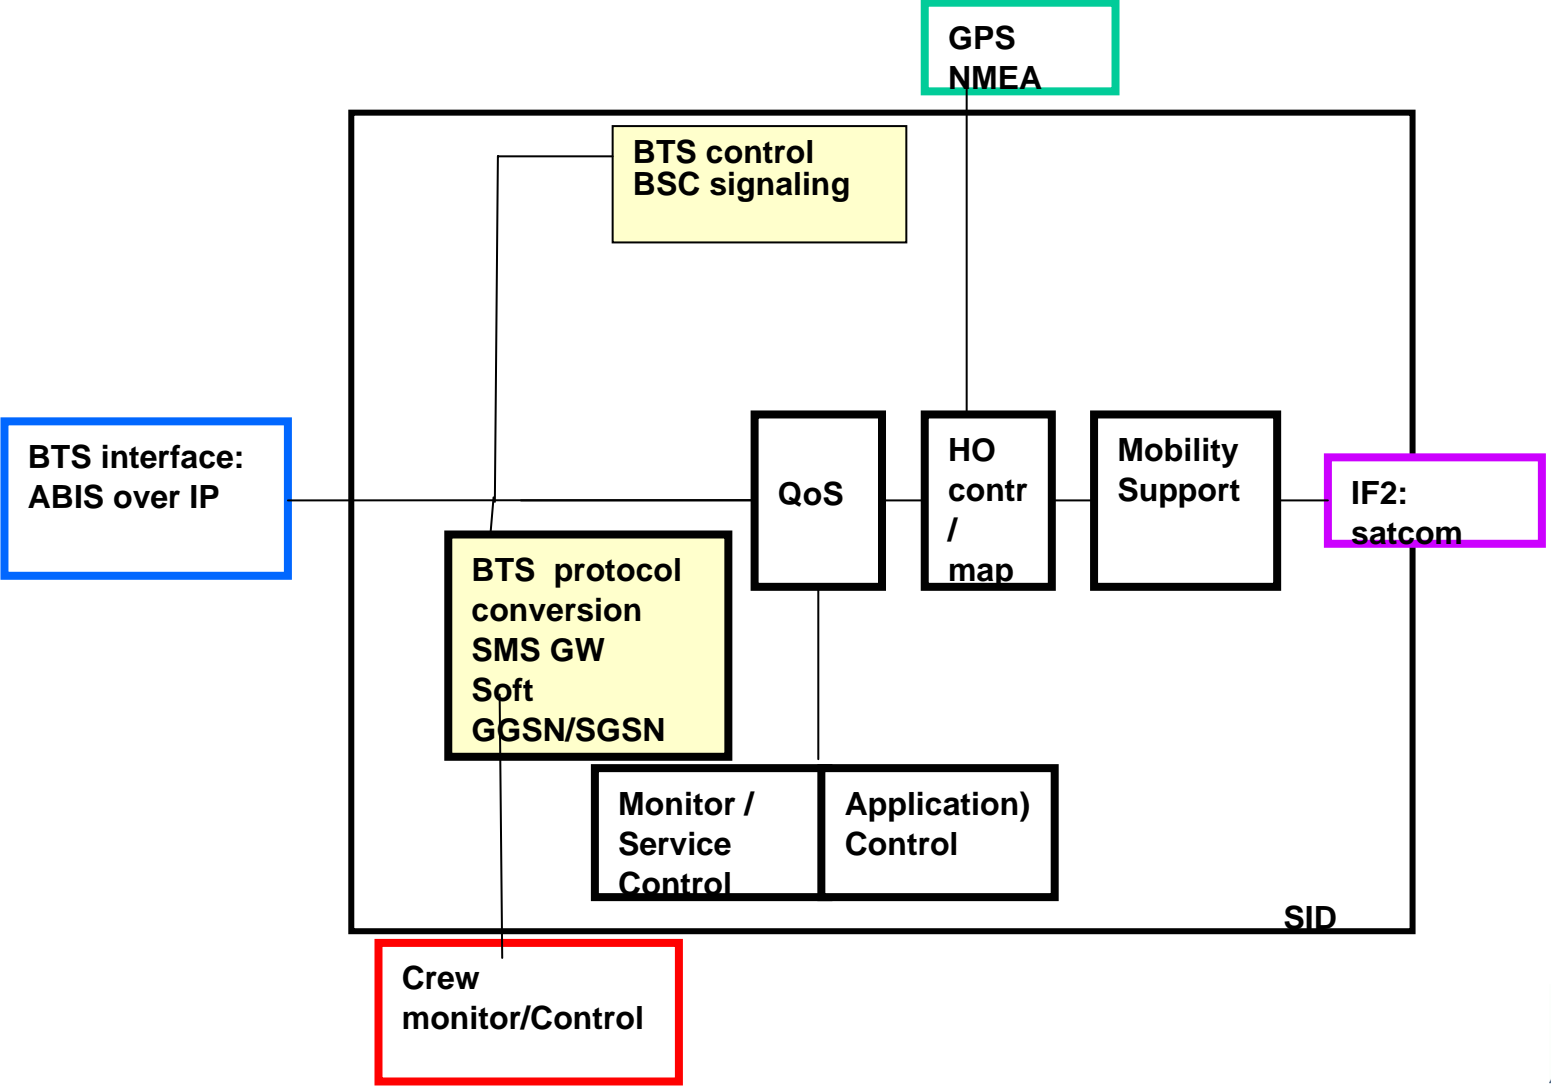 GPS
NMEA
BTS control
BSC signaling
BTS interface:
ABIS over IP
QoS
HO
contr
/
map
Mobility
Support
IF2:
satcom
BTS  protocol
conversion
SMS GW
Soft
GGSN/SGSN
Monitor /
Service
Control
Application)
Control
SID
Crew
monitor/Control